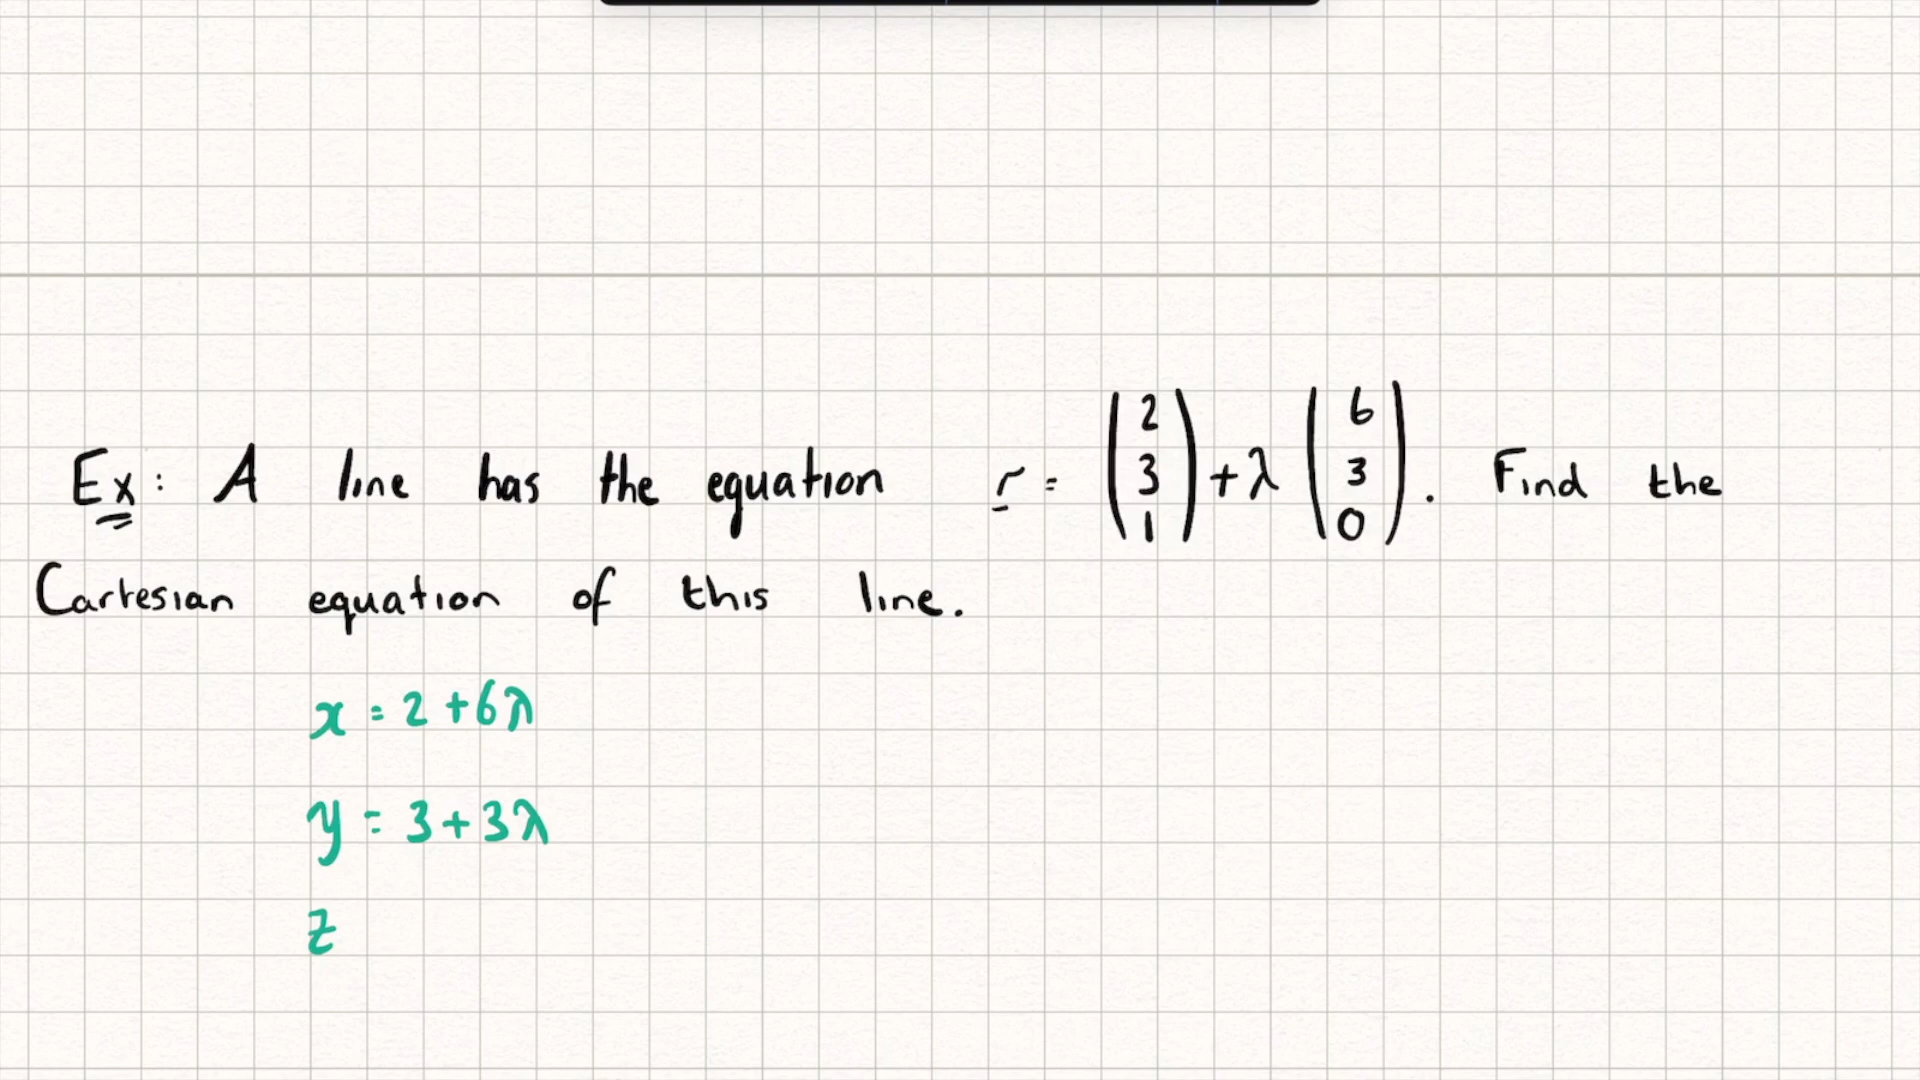 Ex: A line has the equation r = (2 3 1) + λ (6 3 0). Find the
Cartesian equation of this line.
x = 2 + 6λ
y = 3 + 3λ
z